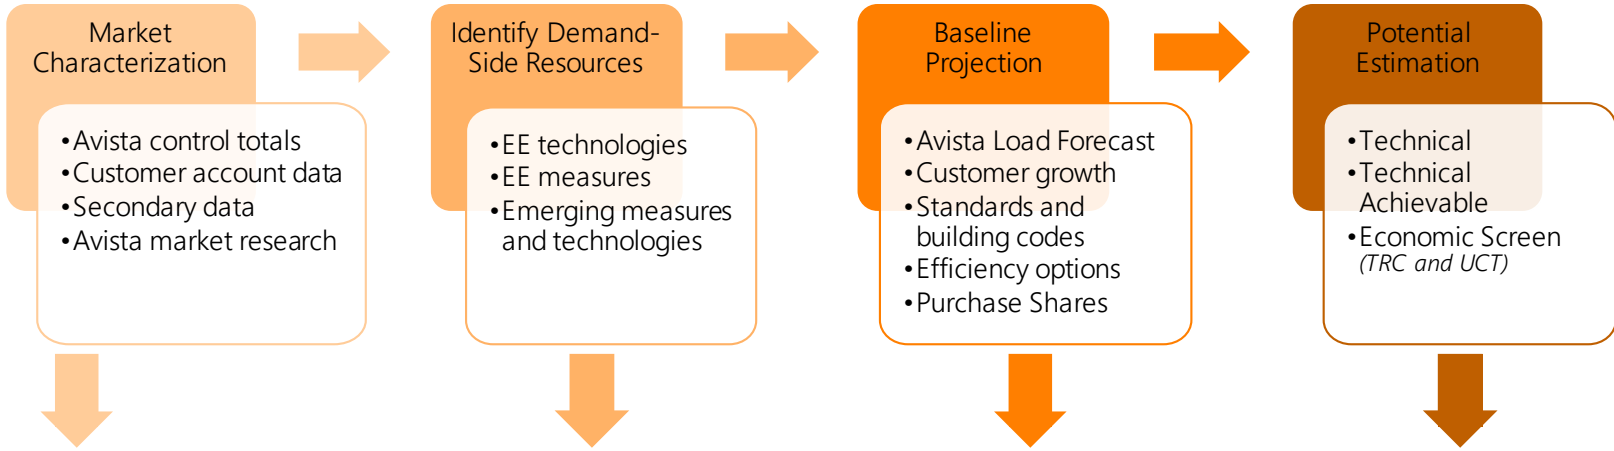 Market
Characterization
•Avista control totals
•Customer account data
•Secondary data
•Avista market research
Identify Demand-
Side Resources
•EE technologies
•EE measures
•Emerging measures
and technologies
Baseline
Projection
•Avista Load Forecast
•Customer growth
•Standards and
building codes
•Efficiency options
•Purchase Shares
Potential
Estimation
•Technical
•Technical
Achievable
•Economic Screen
(TRC and UCT)